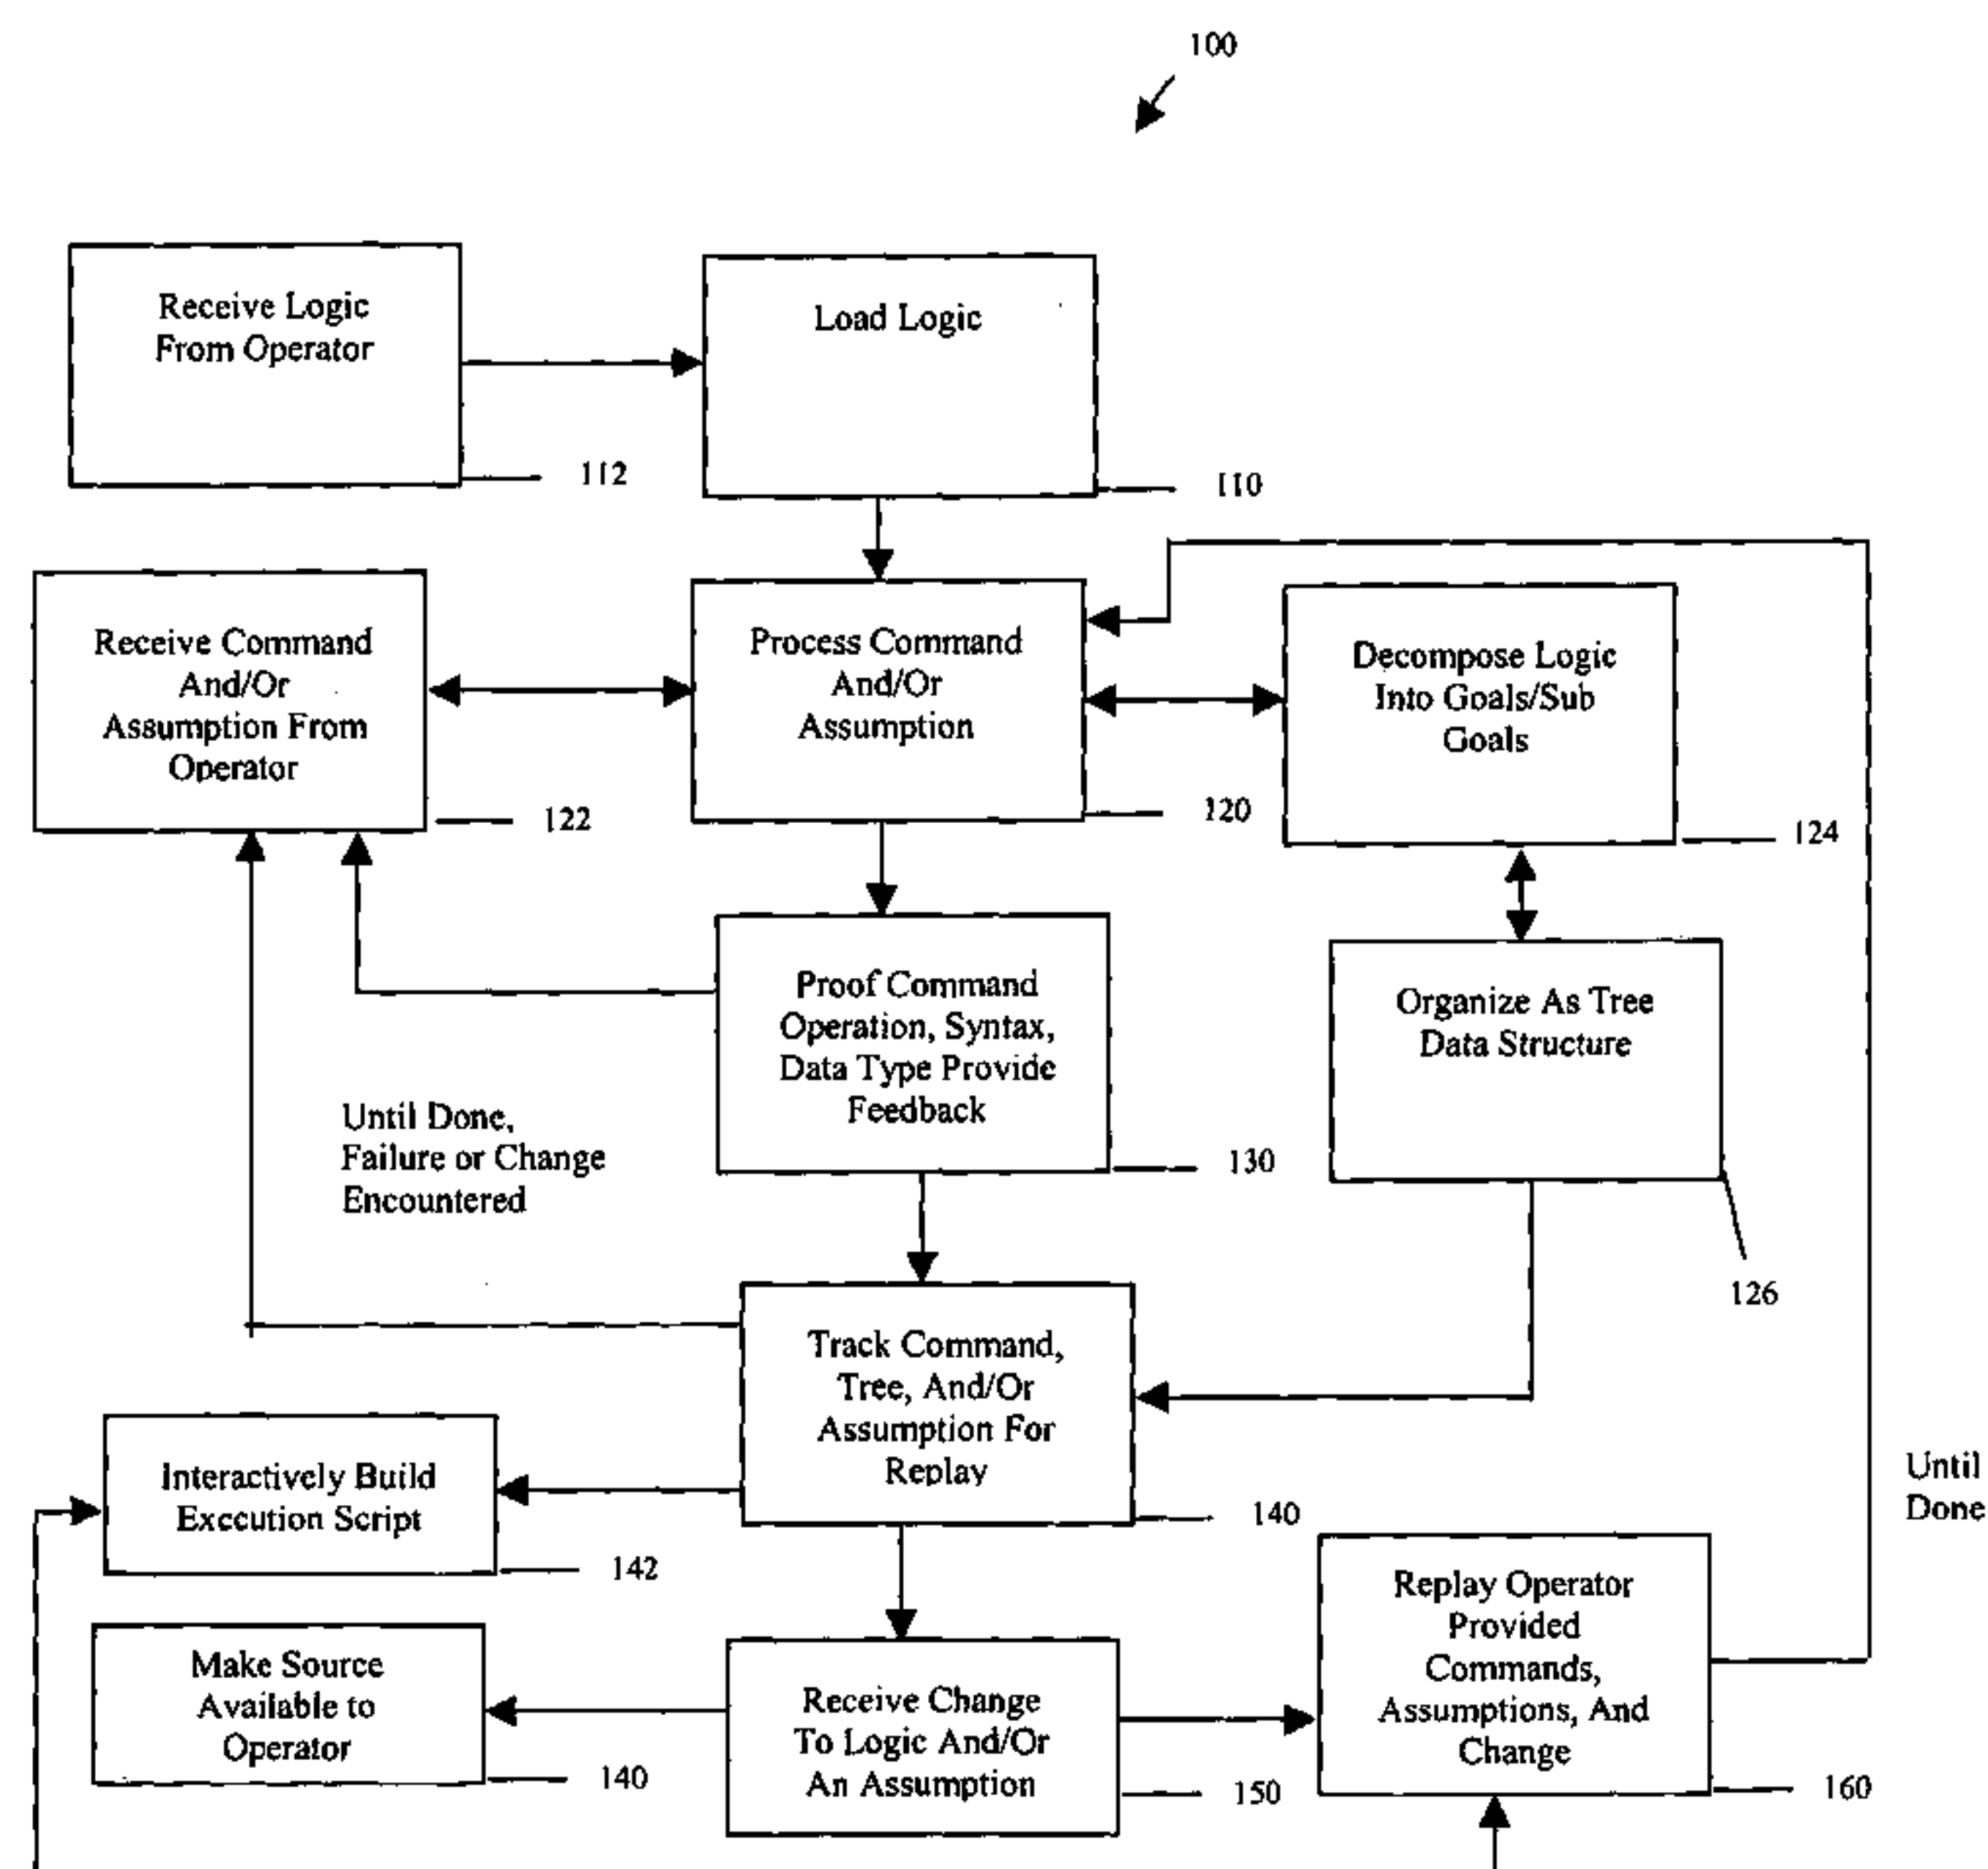 100
Receive Logic
From Operator
112
Load Logic
110
Receive Command
And/Or
Assumption From
Operator
122
Process Command
And/Or
Assumption
120
Decompose Logic
Into Goals/Sub
Goals
124
Proof Command
Operation, Syntax,
Data Type Provide
Feedback
130
Organize As Tree
Data Structure
126
Until Done,
Failure or Change
Encountered
Track Command,
Tree, And/Or
Assumption For
Replay
140
Interactively Build
Execution Script
142
Until
Done
Make Source
Available to
Operator
140
Receive Change
To Logic And/Or
An Assumption
150
Replay Operator
Provided
Commands,
Assumptions, And
Change
160